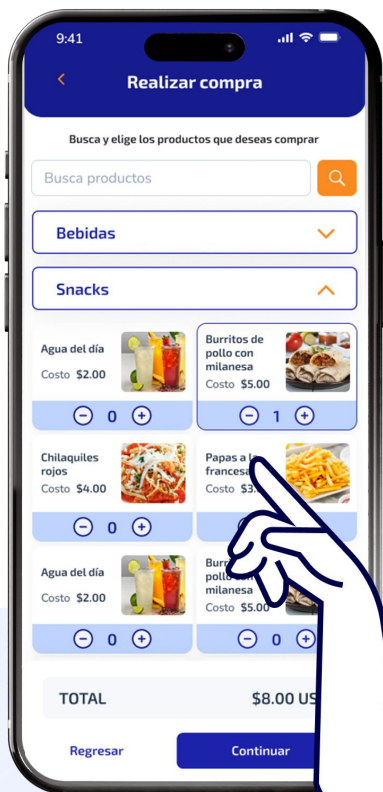 9:41
Realizar compra
Busca y elige los productos que deseas comprar
Busca productos
Bebidas
Snacks
Agua del día
Costo $2.00
0
Burritos de
pollo con
milanesa
Costo $5.00
1
Chilaquiles
rojos
Costo $4.00
0
Papas a la
francesa
Costo $3.
Agua del día
Costo $2.00
0
milanesa
Costo $5.00
0
TOTAL
$8.00 US
Regresar
Continuar